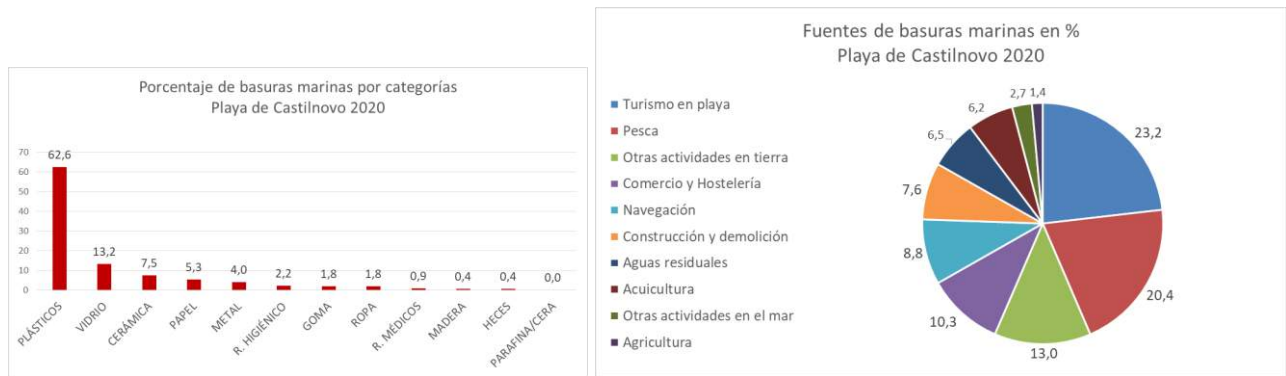 Porcentaje de basuras marinas por categorías
Playa de Castilnovo 2020
70
60
50
40
30
20
10
0
62,6
13,2
7,5
5,3
4,0
2,2
1,8
1,8
0,9
0,4
0,4
0,0
PLÁSTICOS
VIDRIO
CERÁMICA
PAPEL
METAL
R. HIGIÉNICO
GOMA
ROPA
R. MÉDICOS
MADERA
HECES
PARAFINA/CERA
Fuentes de basuras marinas en %
Playa de Castilnovo 2020
Turismo en playa
Pesca
Otras actividades en tierra
Comercio y Hostelería
Navegación
Construcción y demolición
Aguas residuales
Acuicultura
Otras actividades en el mar
Agricultura
23,2
20,4
13,0
10,3
8,8
7,6
6,5
6,2
2,7
1,4